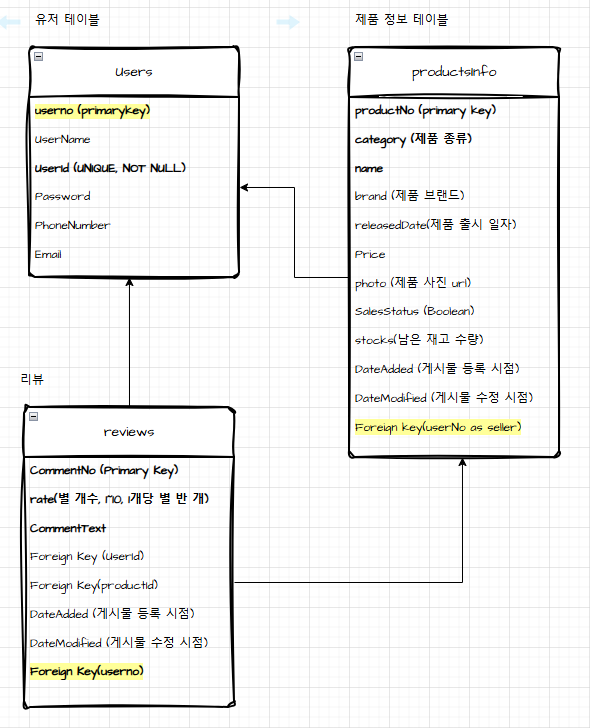 유저 테이블
Users
userno (primarykey)
UserName
UserId (UNIQUE, NOT NULL)
Password
PhoneNumber
Email
제품 정보 테이블
productsInfo
productNo (primary key)
category (제품 종류)
name
brand (제품 브랜드)
releasedDate(제품 출시 일자)
Price
photo (제품 사진 url)
SalesStatus (Boolean)
stocks(남은 재고 수량)
DateAdded (게시물 등록 시점)
DateModified (게시물 수정 시점)
Foreign key(userNo as seller)
리뷰
reviews
CommentNo (Primary Key)
rate(별 개수, 1~10, 1개당 별 반 개)
CommentText
Foreign Key (UserId)
Foreign Key(productId)
DateAdded (게시물 등록 시점)
DateModified (게시물 수정 시점)
Foreign Key(userno)